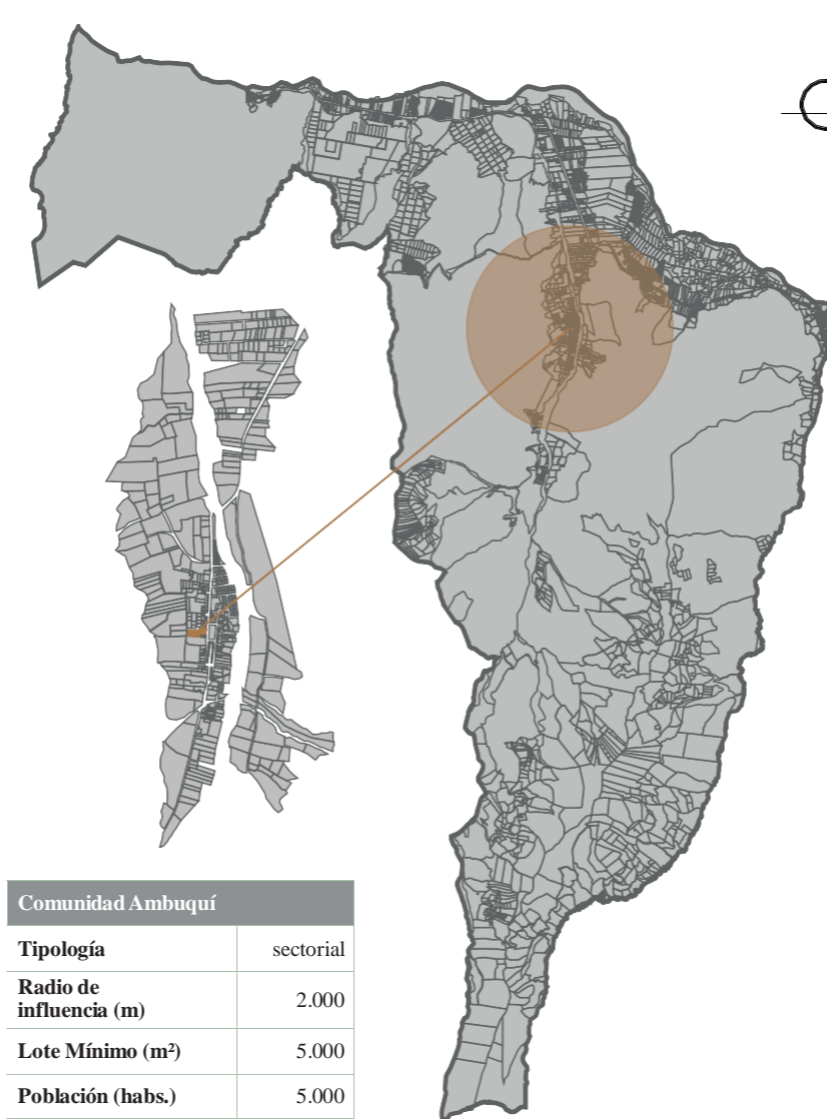 Comunidad Ambuquí
Tipología sectorial
Radio de
influencia (m) 2.000
Lote Mínimo (m²) 5.000
Población (habs.) 5.000